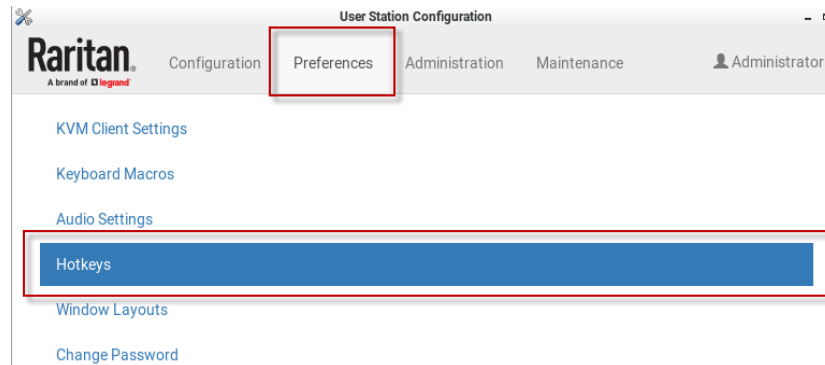 User Station Configuration
Raritan.
A brand of legrand
Configuration Preferences Administration Maintenance Administrator
KVM Client Settings
Keyboard Macros
Audio Settings
Hotkeys
Window Layouts
Change Password